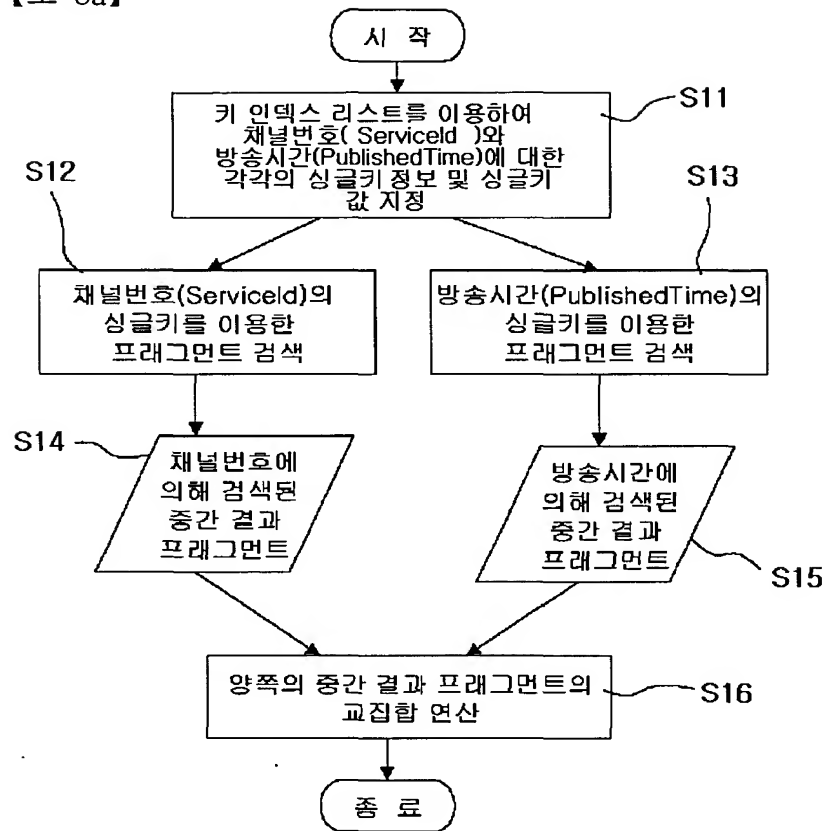 시 작
키 인덱스 리스트를 이용하여
채널번호( ServiceId )와
방송시간(PublishedTime)에 대한
각각의 싱글키 정보 및 싱글키
값 지정
S11
S12
S13
채널번호(ServiceId)의
싱글키를 이용한
프래그먼트 검색
방송시간(PublishedTime)의
싱글키를 이용한
프래그먼트 검색
S14
채널번호에
의해 검색된
중간 결과
프래그먼트
방송시간에
의해 검색된
중간 결과
프래그먼트
S15
양쪽의 중간 결과 프래그먼트의
교집합 연산
S16
종 료